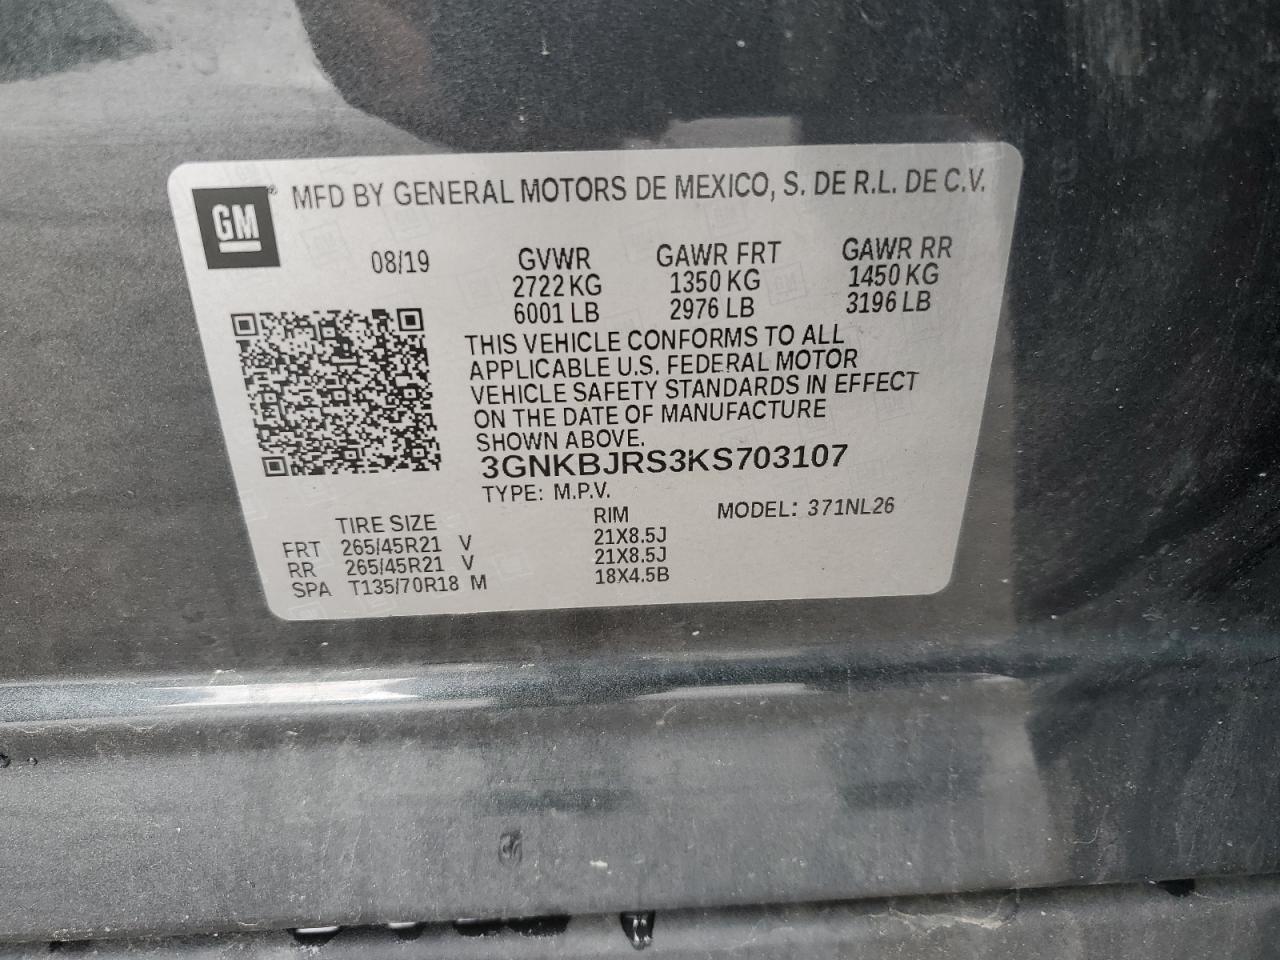 GM ® MFD BY GENERAL MOTORS DE MEXICO, S. DE R.L. DE C.V.
08/19 GVWR GAWR FRT GAWR RR
2722 KG 1350 KG 1450 KG
6001 LB 2976 LB 3196 LB
THIS VEHICLE CONFORMS TO ALL
APPLICABLE U.S. FEDERAL MOTOR
VEHICLE SAFETY STANDARDS IN EFFECT
ON THE DATE OF MANUFACTURE
SHOWN ABOVE.
3GNKBJRS3KS703107
TYPE: M.P.V. MODEL: 371NL26
TIRE SIZE RIM
FRT 265/45R21 V 21X8.5J
RR 265/45R21 V 21X8.5J
SPA T135/70R18 M 18X4.5B